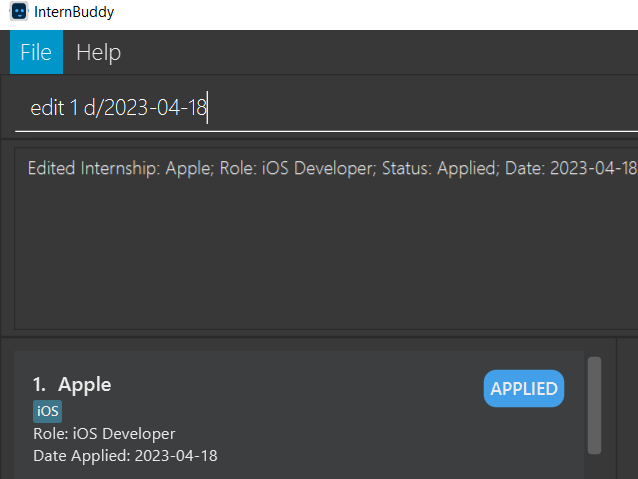 InternBuddy
File Help
edit 1 d/2023-04-18
Edited Internship: Apple; Role: iOS Developer; Status: Applied; Date: 2023-04-18
1. Apple
APPLIED
iOS
Role: iOS Developer
Date Applied: 2023-04-18